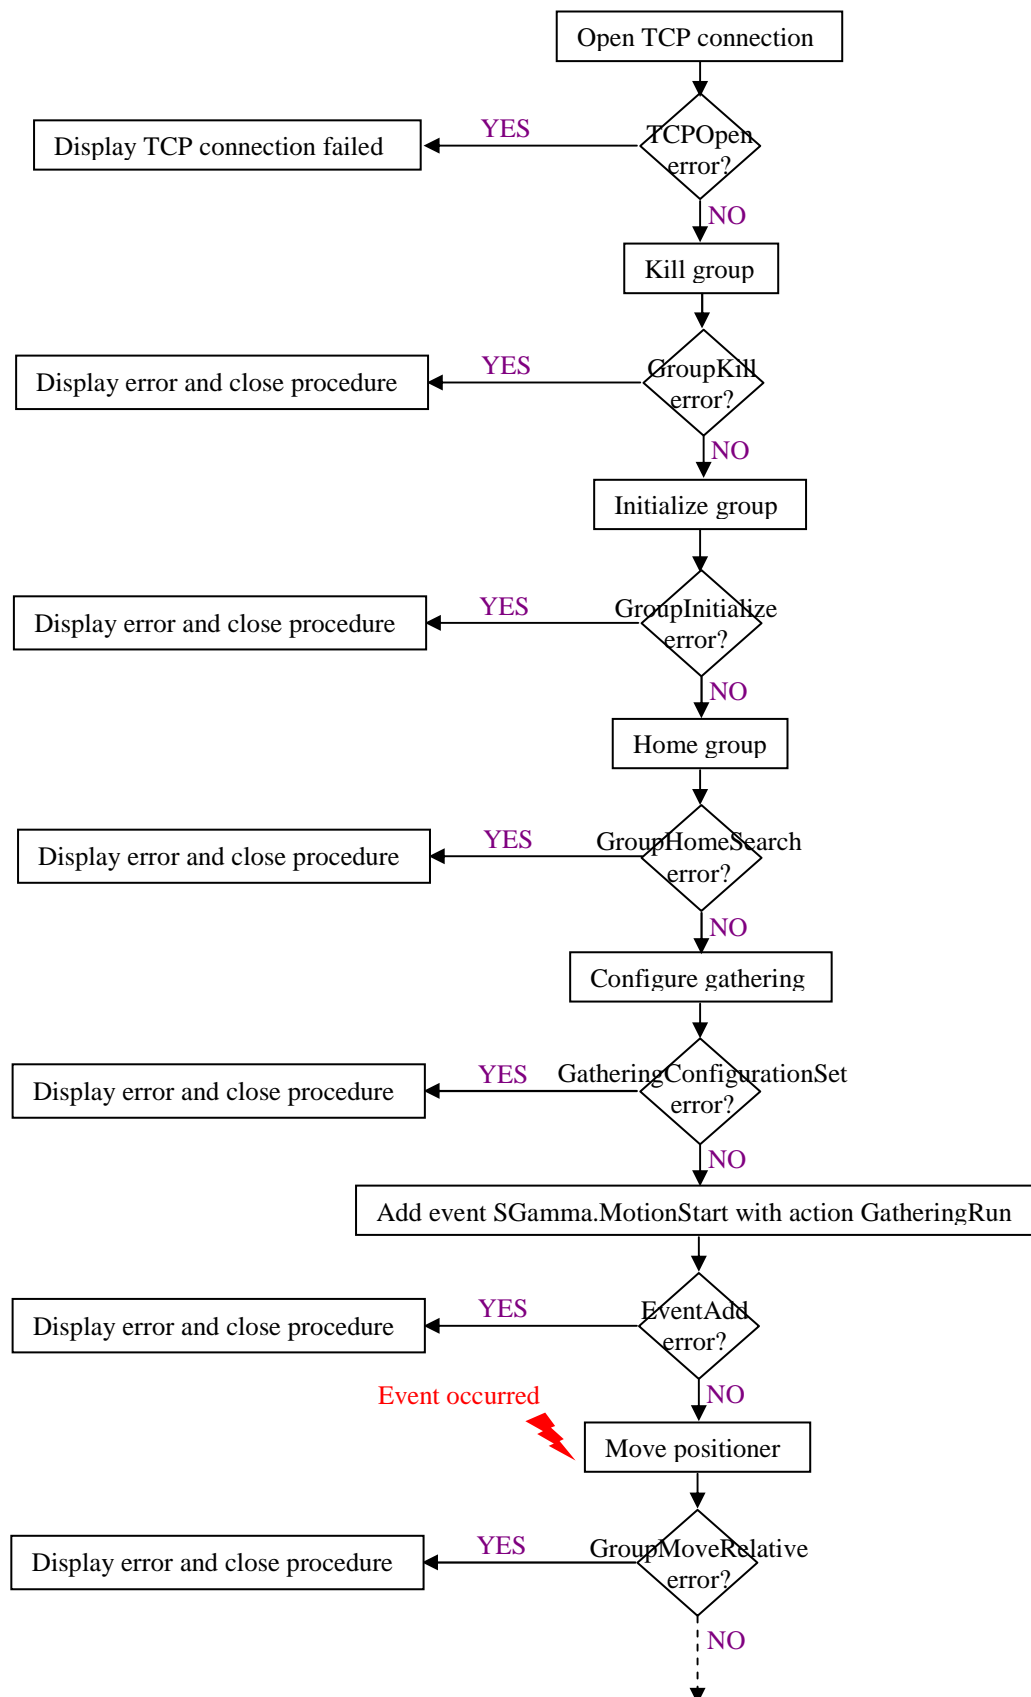 Open TCP connection
YES
TCPOpen
error?
Display TCP connection failed
NO
Kill group
YES
GroupKill
error?
Display error and close procedure
NO
Initialize group
YES
GroupInitialize
error?
Display error and close procedure
NO
Home group
YES
GroupHomeSearch
error?
Display error and close procedure
NO
Configure gathering
YES
GatheringConfigurationSet
error?
Display error and close procedure
NO
Add event SGamma.MotionStart with action GatheringRun
YES
EventAdd
error?
Display error and close procedure
NO
Event occurred
Move positioner
YES
GroupMoveRelative
error?
Display error and close procedure
NO